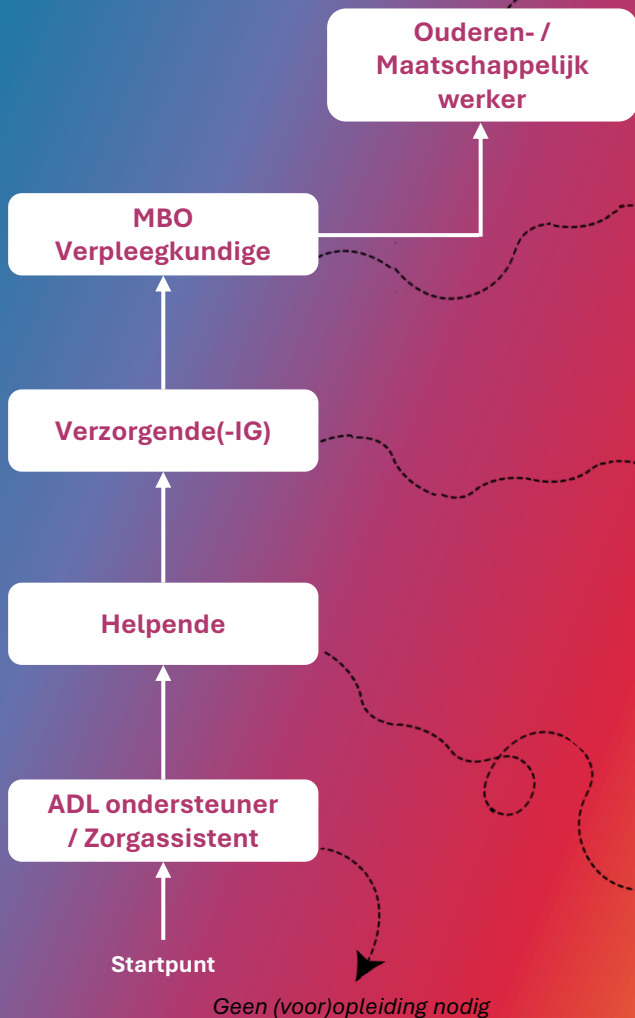 Ouderen- /
Maatschappelijk
werker
MBO
Verpleegkundige
Verzorgende(-IG)
Helpende
ADL ondersteuner
/ Zorgassistent
Startpunt
Geen (voor)opleiding nodig